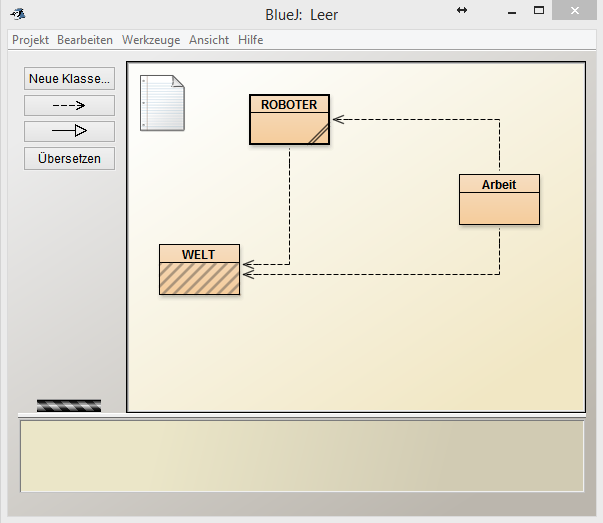 BlueJ: Leer
Projekt Bearbeiten Werkzeuge Ansicht Hilfe
Neue Klasse...
Übersetzen
ROBOTER
Arbeit
WELT